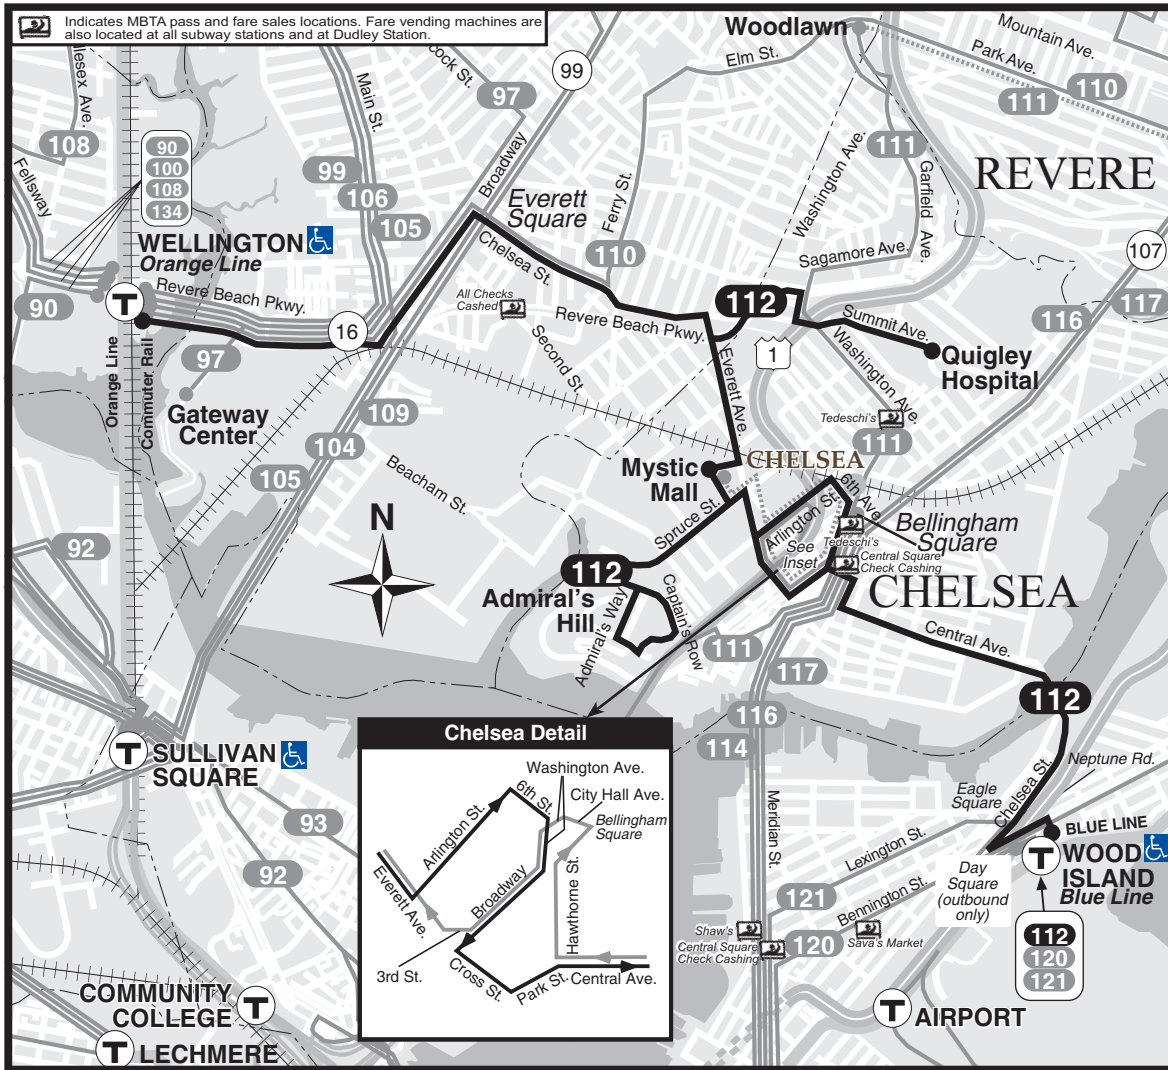 Indicates MBTA pass and fare sales locations. Fare vending machines are
also located at all subway stations and at Dudley Station.
lesex Ave.
108
Fellsway
90
100
108
134
WELLINGTON
Orange Line
T
90
Revere Beach Pkwy.
97
Gateway
Center
Orange Line
Commuter Rail
16
Main St.
cock St.
97
99
Broadway
99
106
105
Everett
Square
Chelsea St.
Ferry St.
110
Elm St.
Woodlawn
Mountain Ave.
Park Ave.
111
110
111
Garfield Ave.
Washington Ave.
Sagamore Ave.
REVERE
107
117
116
All Checks
Cashed
Second St.
Revere Beach Pkwy.
112
Everett Ave.
1
Summit Ave.
Quigley
Hospital
Washington Ave.
Tedeschi's
111
109
104
105
Beacham St.
N
Mystic
Mall
CHELSEA
Spruce St.
6th Ave.
Arlington St.
See
Inset
Tedeschi's
Bellingham
Square
Central Square
Check Cashing
CHELSEA
112
Admiral's
Hill
Admiral's Way
Captain's Row
111
117
116
114
Central Ave.
112
92
T
SULLIVAN
SQUARE
93
92
Chelsea Detail
Washington Ave.
City Hall Ave.
Bellingham
Square
6th St.
Arlington St.
Everett Ave.
Broadway
Hawthorne St.
3rd St.
Cross St.
Park St.
Central Ave.
Meridian St.
Neptune Rd.
Chelsea St.
Eagle
Square
Lexington St.
BLUE LINE
T
WOOD
ISLAND
Blue Line
Day
Square
(outbound
only)
121
Bennington St.
Shaw's
Central Square
Check Cashing
120
Sava's Market
112
120
121
COMMUNITY
COLLEGE
T
T
LECHMERE
T
AIRPORT